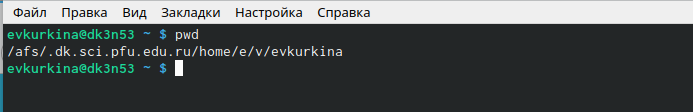 Файл Правка Вид Закладки Настройка Справка
evkurkina@dk3n53 ~ $ pwd
/afs/.dk.sci.pfu.edu.ru/home/e/v/evkurkina
evkurkina@dk3n53 ~ $